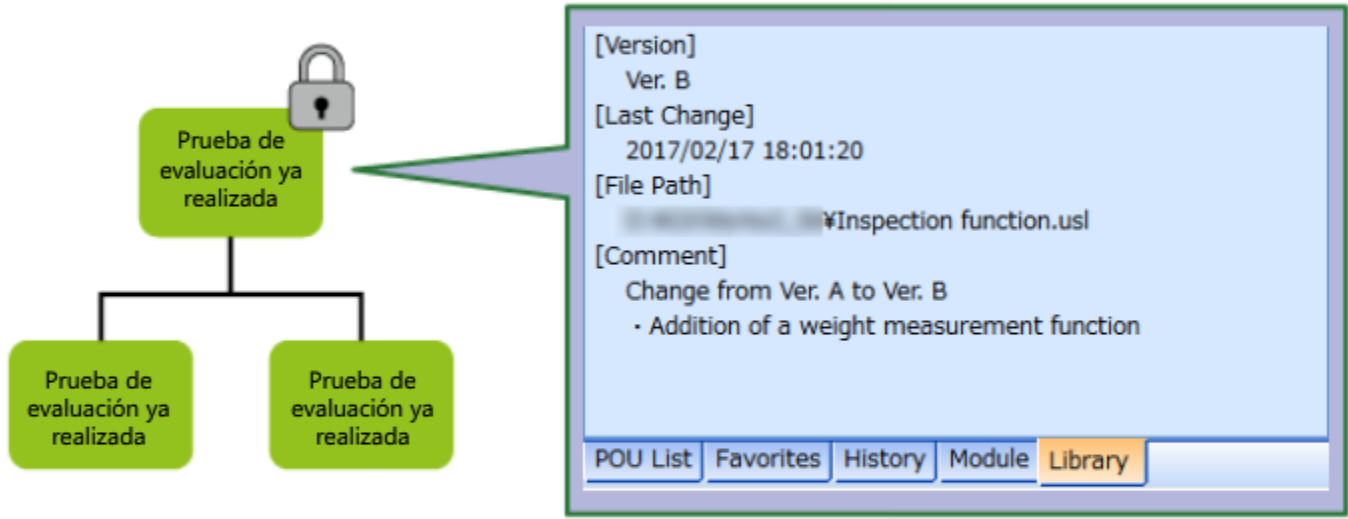 Prueba de
evaluación ya
realizada
Prueba de
evaluación ya
realizada
Prueba de
evaluación ya
realizada
[Version]
Ver. B
[Last Change]
2017/02/17 18:01:20
[File Path]
¥Inspection function.usl
[Comment]
Change from Ver. A to Ver. B
・Addition of a weight measurement function
POU List Favorites History Module Library